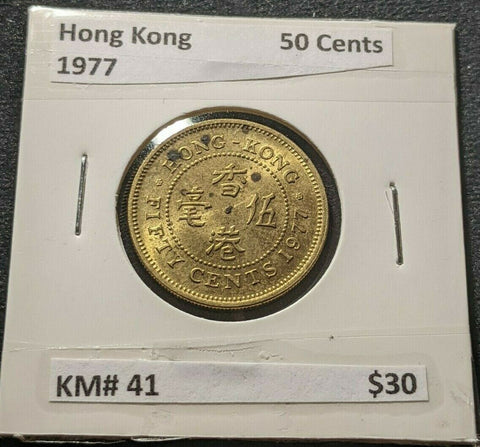 Hong Kong 50 Cents
1977
HONG-KONG
香
毫 伍
港
FIFTY CENTS 1977
KM# 41 $30